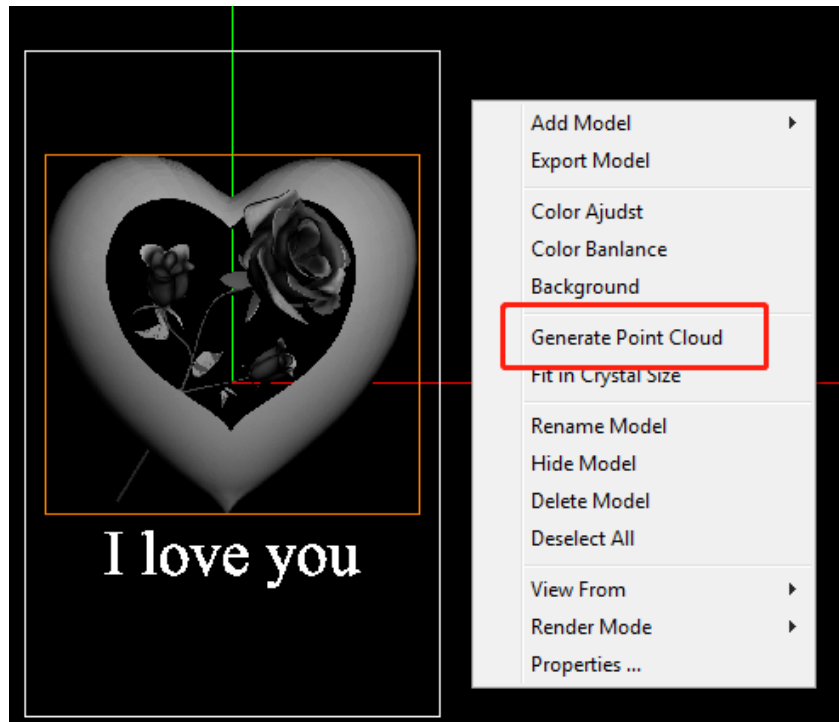 I love you
Add Model
Export Model
Color Ajudst
Color Banlance
Background
Generate Point Cloud
Fit in Crystal Size
Rename Model
Hide Model
Delete Model
Deselect All
View From
Render Mode
Properties ...